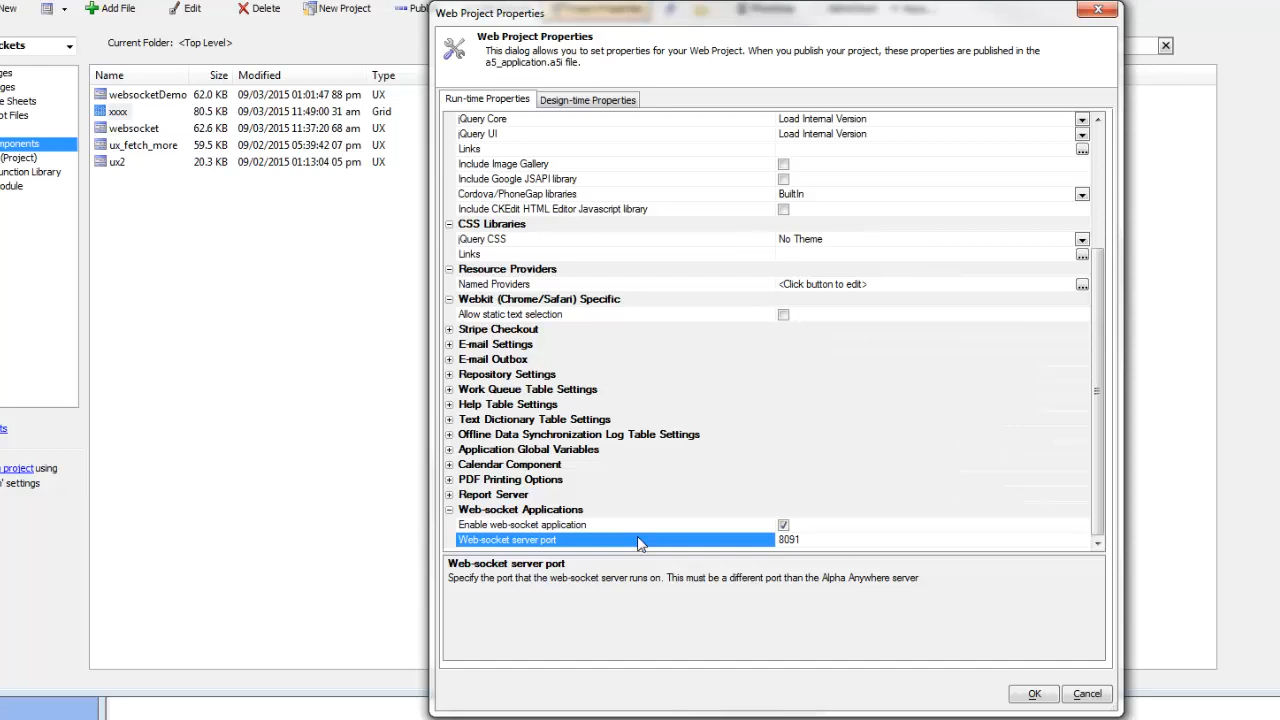 New Add File Edit Delete New Project Publ
Web Project Properties
Web Project Properties
This dialog allows you to set properties for your Web Project. When you publish your project, these properties are published in the
a5_application.a5i file.
ckets
Current Folder: <Top Level>
ges
ges
e Sheets
pt Files
mponents
(Project)
unction Library
odule
ts
project using
' settings
Name Size Modified Type
websocketDemo 62.0 KB 09/03/2015 01:01:47 88 pm UX
xxxx 80.5 KB 09/03/2015 11:49:00 31 am Grid
websocket 62.6 KB 09/03/2015 11:37:20 68 am UX
ux_fetch_more 59.5 KB 09/02/2015 05:39:42 07 pm UX
ux2 20.3 KB 09/02/2015 01:13:04 05 pm UX
Run-time Properties Design-time Properties
jQuery Core Load Internal Version
jQuery UI Load Internal Version
Links
Include Image Gallery
Include Google JSAPI library
Cordova/PhoneGap libraries BuiltIn
Include CKEdit HTML Editor Javascript library
CSS Libraries
jQuery CSS No Theme
Links
Resource Providers
Named Providers <Click button to edit>
Webkit (Chrome/Safari) Specific
Allow static text selection
Stripe Checkout
E-mail Settings
E-mail Outbox
Repository Settings
Work Queue Table Settings
Help Table Settings
Text Dictionary Table Settings
Offline Data Synchronization Log Table Settings
Application Global Variables
Calendar Component
PDF Printing Options
Report Server
Web-socket Applications
Enable web-socket application
Web-socket server port 8091
Web-socket server port
Specify the port that the web-socket server runs on. This must be a different port than the Alpha Anywhere server
OK Cancel